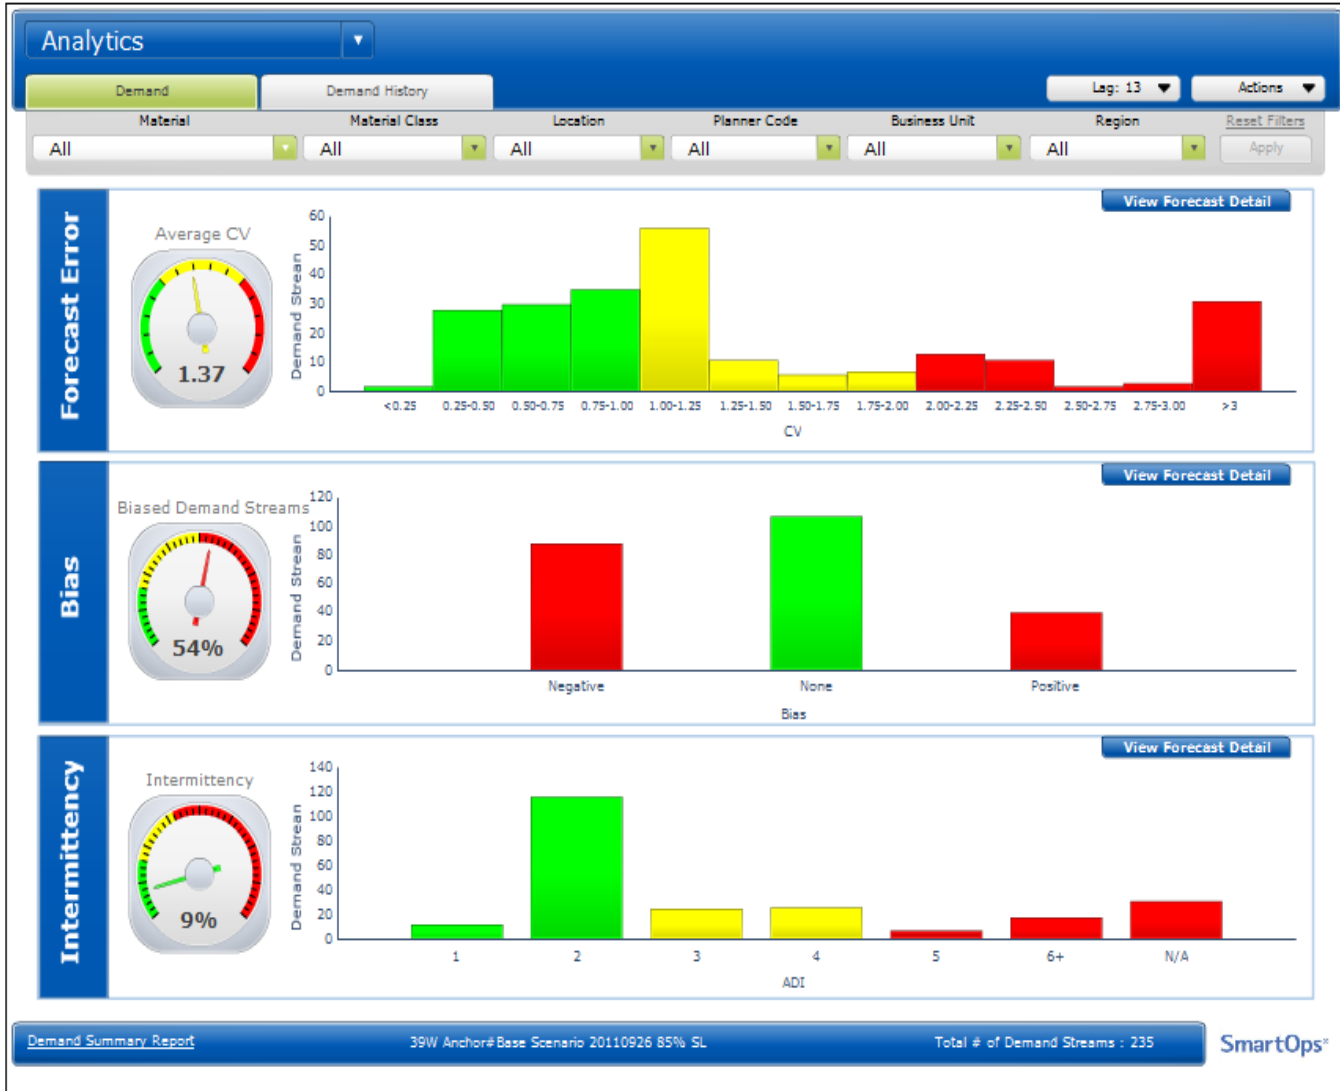 Analytics
Demand
Demand History
Lag: 13
Actions
Material
Material Class
Location
Planner Code
Business Unit
Region
Reset Filters
All
All
All
All
All
All
Apply
Forecast Error
View Forecast Detail
Average CV
1.37
Demand Strean
60
50
40
30
20
10
0
<0.25 0.25-0.50 0.50-0.75 0.75-1.00 1.00-1.25 1.25-1.50 1.50-1.75 1.75-2.00 2.00-2.25 2.25-2.50 2.50-2.75 2.75-3.00 >3
CV
Bias
View Forecast Detail
Biased Demand Streams
54%
Demand Strean
120
100
80
60
40
20
0
Negative None Positive
Bias
Intermittency
View Forecast Detail
Intermittency
9%
Demand Strean
140
120
100
80
60
40
20
0
1 2 3 4 5 6+ N/A
ADI
Demand Summary Report
39W Anchor#Base Scenario 20110926 85% SL
Total # of Demand Streams : 235
SmartOps